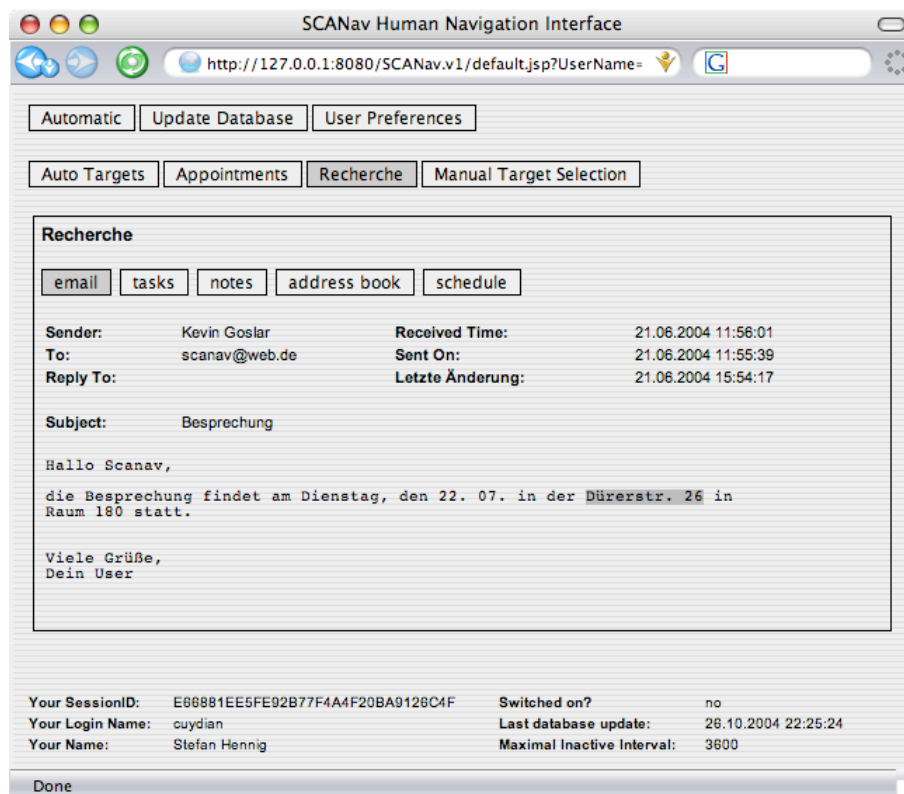 SCANav Human Navigation Interface
http://127.0.0.1:8080/SCANav.v1/default.jsp?UserName= G
Automatic Update Database User Preferences
Auto Targets Appointments Recherche Manual Target Selection
Recherche
email tasks notes address book schedule
Sender: Kevin Goslar Received Time: 21.06.2004 11:56:01
To: scanav@web.de Sent On: 21.06.2004 11:55:39
Reply To: Letzte Änderung: 21.06.2004 15:54:17
Subject: Besprechung
Hallo Scanav,
die Besprechung findet am Dienstag, den 22. 07. in der Dürerstr. 26 in
Raum 180 statt.
Viele Grüße,
Dein User
Your SessionID: E66881EE5FE92B77F4A4F20BA9126C4F Switched on? no
Your Login Name: cuydian Last database update: 26.10.2004 22:25:24
Your Name: Stefan Hennig Maximal Inactive Interval: 3600
Done